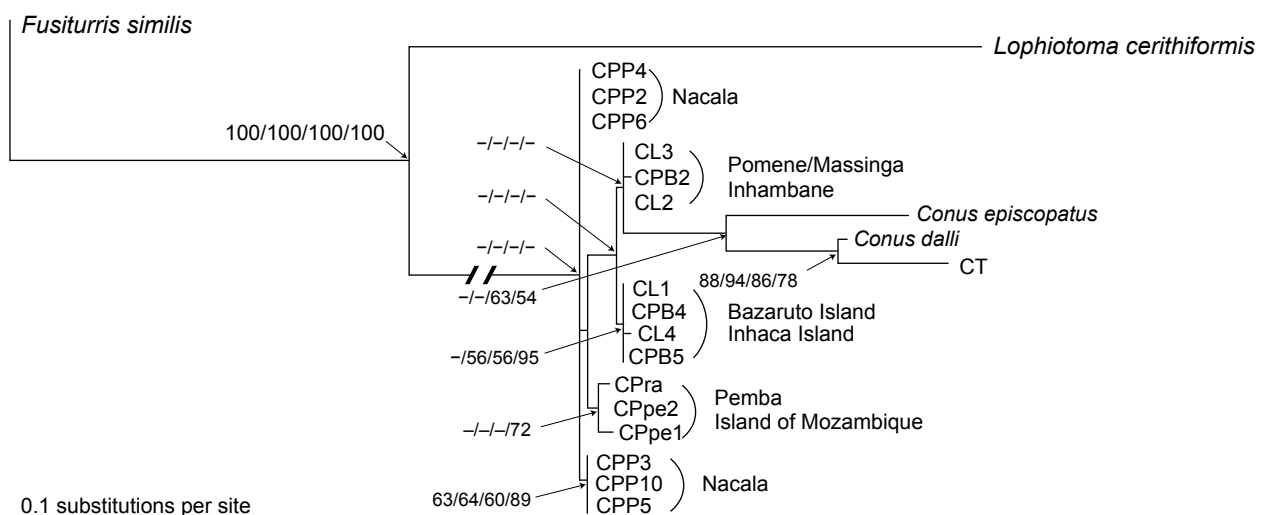 Fusiturris similis
Lophiotoma cerithiformis
100/100/100/100
CPP4
CPP2
CPP6
Nacala
–/–/–/–
CL3
CPB2
CL2
Pomene/Massinga
Inhambane
–/–/–/–
Conus episcopatus
Conus dalli
CT
–/–/–/–
88/94/86/78
–/–/63/54
CL1
CPB4
CL4
CPB5
Bazaruto Island
Inhaca Island
–/56/56/95
CPra
CPpe2
CPpe1
Pemba
Island of Mozambique
–/–/–/72
CPP3
CPP10
CPP5
Nacala
63/64/60/89
0.1 substitutions per site